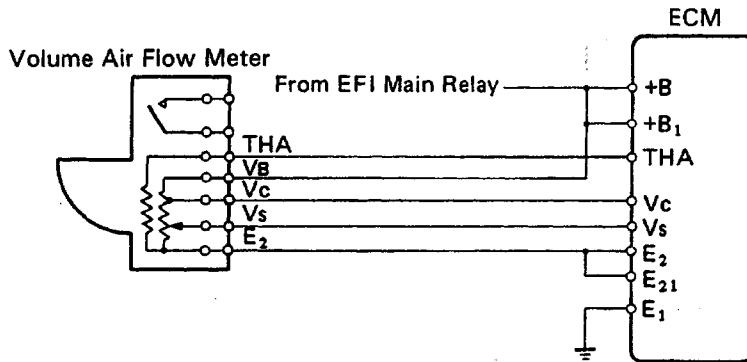 ECM
Volume Air Flow Meter
From EFI Main Relay
+B
+B₁
THA
THA
VB
Vc
Vc
Vs
Vs
E₂
E₂
E₂₁
E₁